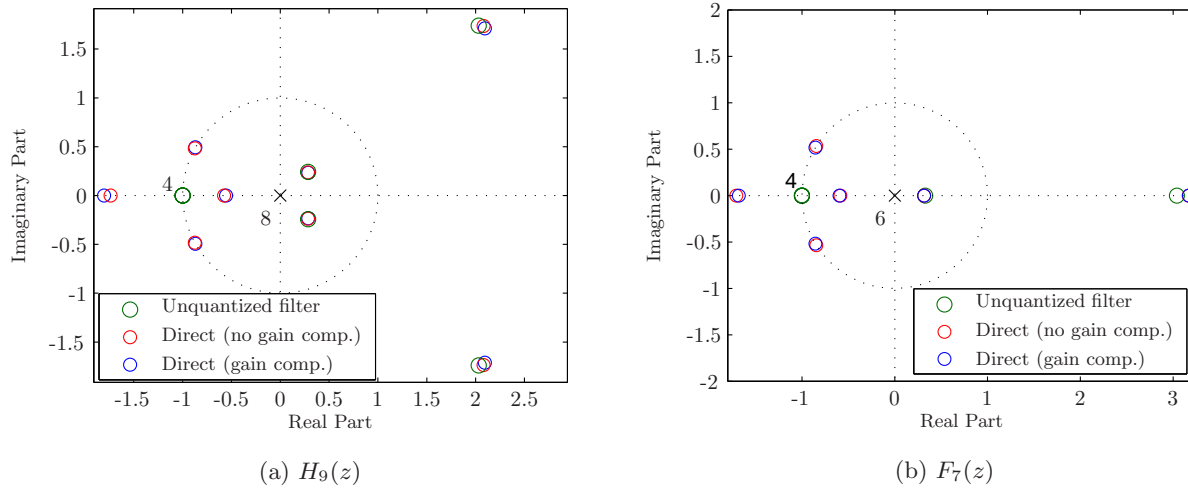 1.5
1
0.5
0
-0.5
-1
-1.5
Imaginary Part
4
8
Unquantized filter
Direct (no gain comp.)
Direct (gain comp.)
-1.5 -1 -0.5 0 0.5 1 1.5 2 2.5
Real Part
(a) H₉(z)
2
1.5
1
0.5
0
-0.5
-1
-1.5
-2
Imaginary Part
4
6
Unquantized filter
Direct (no gain comp.)
Direct (gain comp.)
-1 0 1 2 3
Real Part
(b) F₇(z)